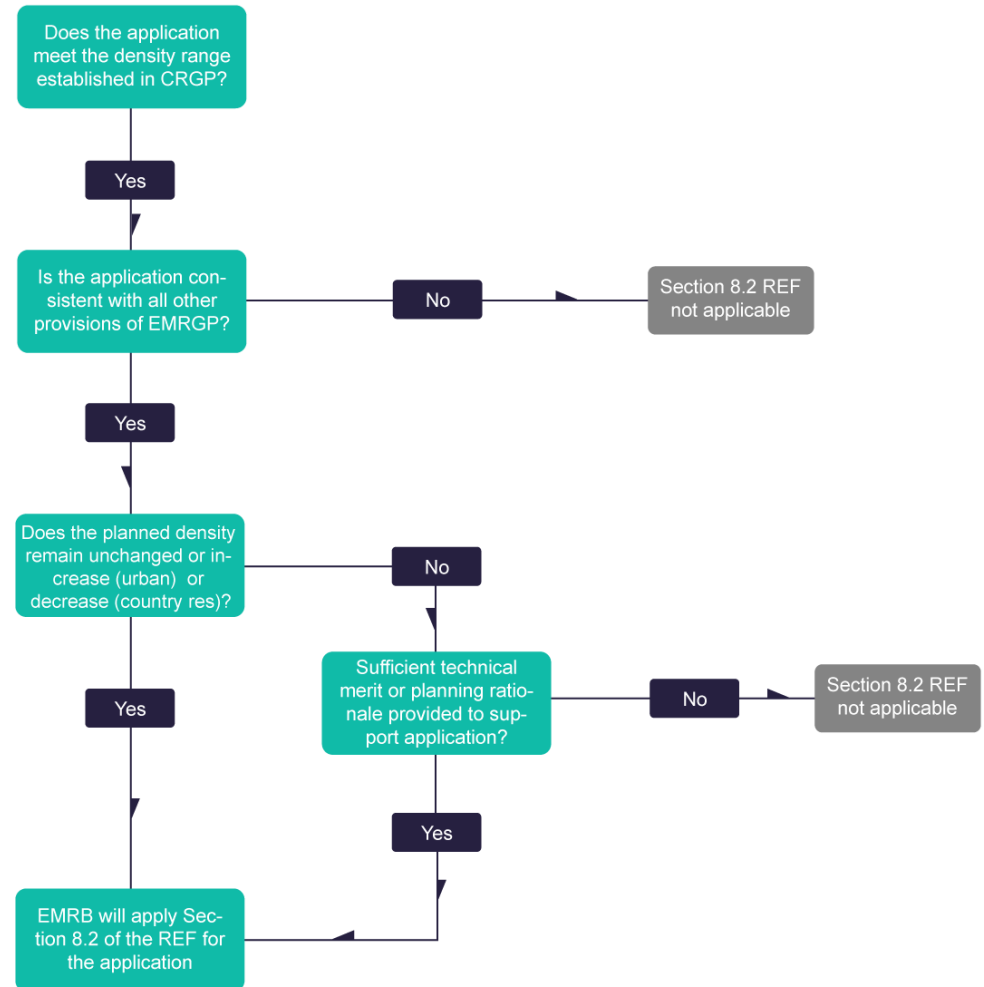 Does the application
meet the density range
established in CRGP?
Yes
Is the application con-
sistent with all other
provisions of EMRGP?
No
Section 8.2 REF
not applicable
Yes
Does the planned density
remain unchanged or in-
crease (urban) or
decrease (country res)?
No
Sufficient technical
merit or planning ratio-
nale provided to sup-
port application?
No
Section 8.2 REF
not applicable
Yes
Yes
EMRB will apply Sec-
tion 8.2 of the REF for
the application